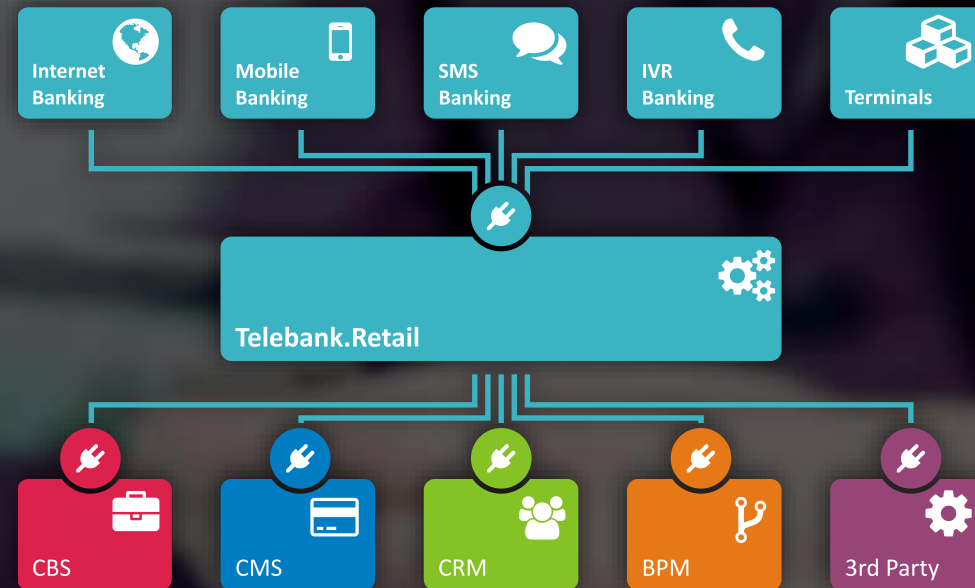 Internet
Banking
Mobile
Banking
SMS
Banking
IVR
Banking
Terminals
Telebank.Retail
CBS
CMS
CRM
BPM
3rd Party